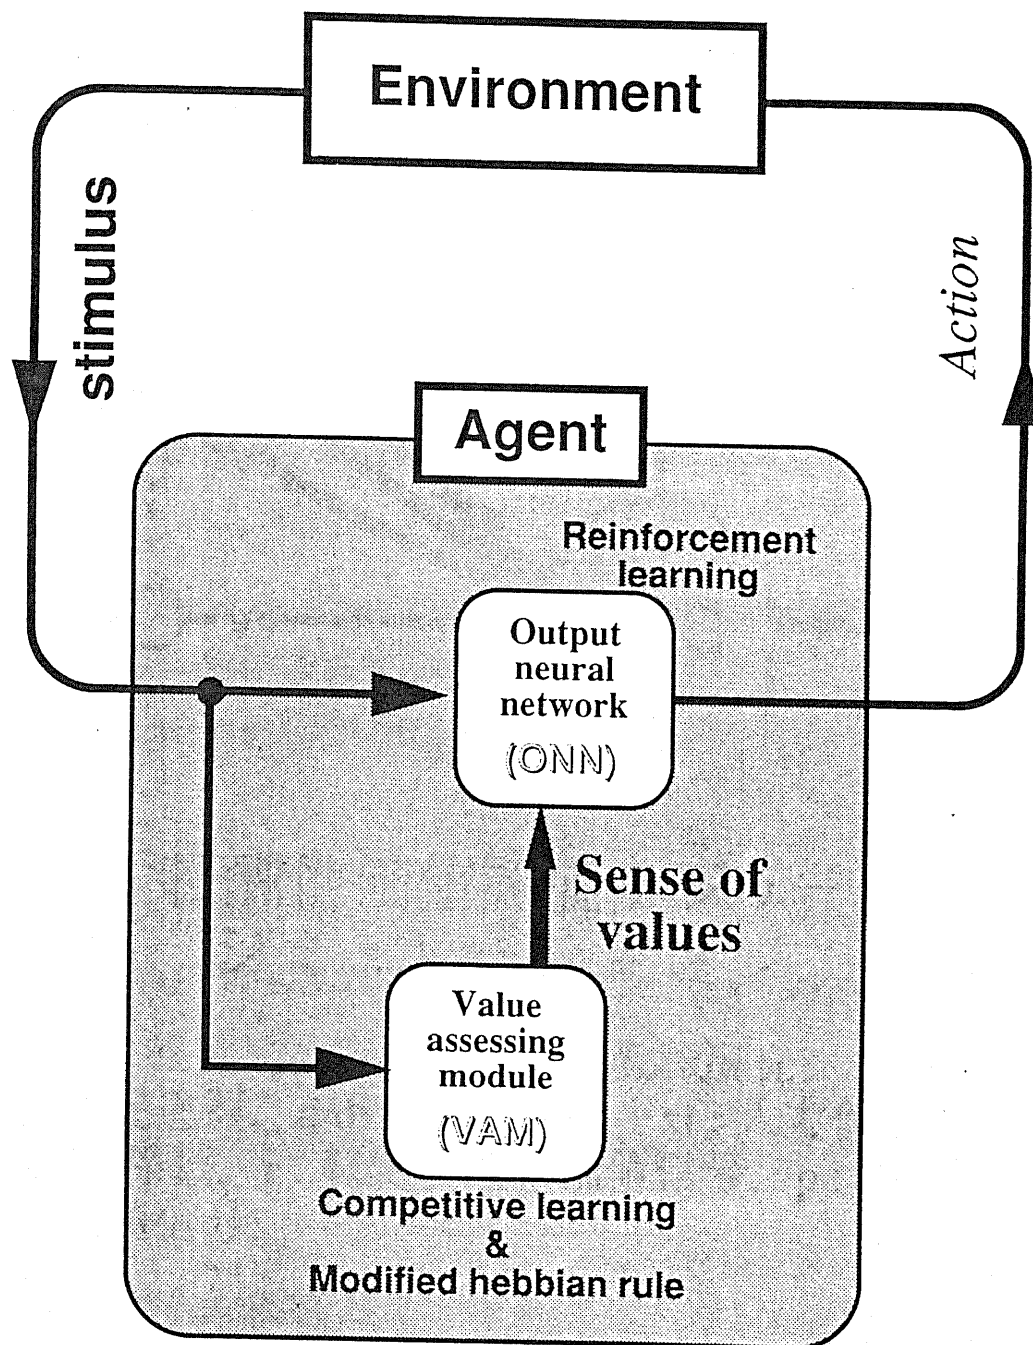 Environment
stimulus
Action
Agent
Reinforcement
learning
Output
neural
network
(ONN)
Sense of
values
Value
assessing
module
(VAM)
Competitive learning
&
Modified hebbian rule